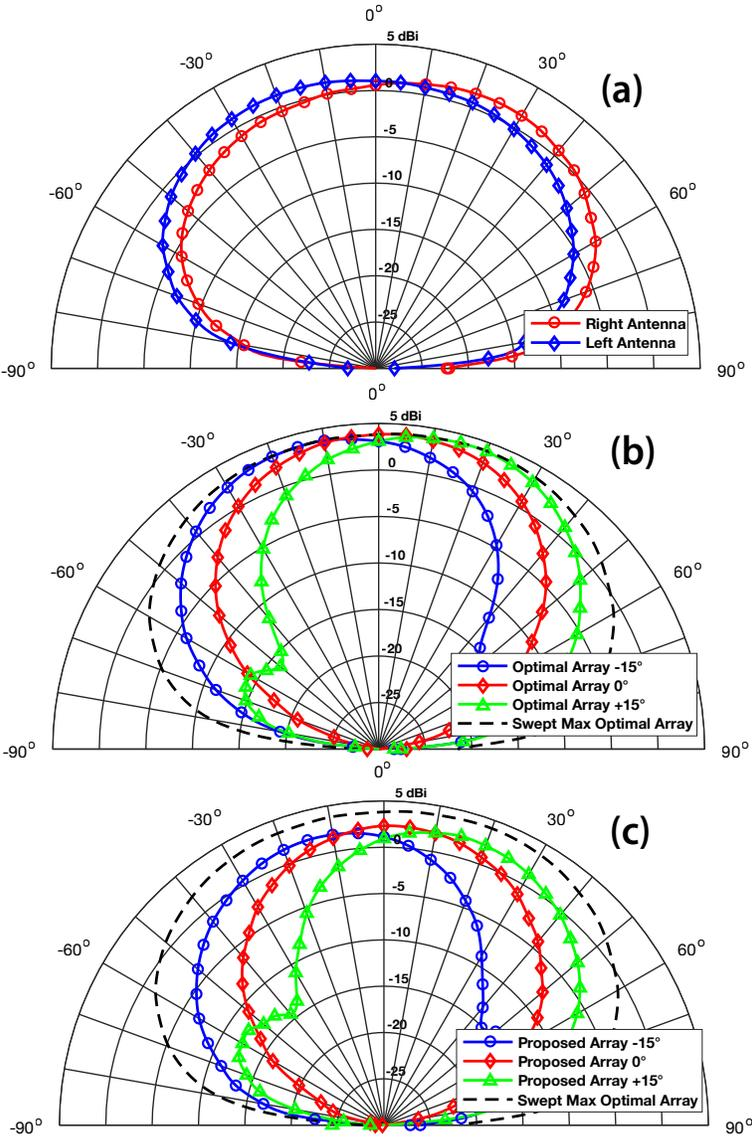 0°
5 dBi
-30° 30°
(a)
0
-5
-10
-60° 60°
-15
-20
-25
Right Antenna
Left Antenna
-90° 90°
0°
5 dBi
-30° 30°
(b)
0
-5
-10
-60° 60°
-15
-20
-25
Optimal Array -15°
Optimal Array 0°
Optimal Array +15°
Swept Max Optimal Array
-90° 90°
0°
5 dBi
-30° 30°
(c)
0
-5
-10
-60° 60°
-15
-20
-25
Proposed Array -15°
Proposed Array 0°
Proposed Array +15°
Swept Max Optimal Array
-90° 90°